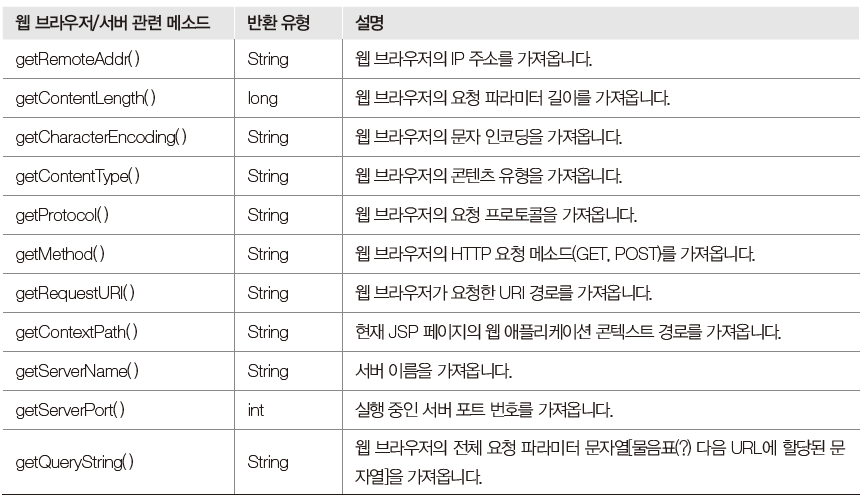 웹 브라우저/서버 관련 메소드 반환 유형 설명
getRemoteAddr( ) String 웹 브라우저의 IP 주소를 가져옵니다.
getContentLength( ) long 웹 브라우저의 요청 파라미터 길이를 가져옵니다.
getCharacterEncoding( ) String 웹 브라우저의 문자 인코딩을 가져옵니다.
getContentType( ) String 웹 브라우저의 콘텐츠 유형을 가져옵니다.
getProtocol( ) String 웹 브라우저의 요청 프로토콜을 가져옵니다.
getMethod( ) String 웹 브라우저의 HTTP 요청 메소드(GET, POST)를 가져옵니다.
getRequestURI( ) String 웹 브라우저가 요청한 URI 경로를 가져옵니다.
getContextPath( ) String 현재 JSP 페이지의 웹 애플리케이션 콘텍스트 경로를 가져옵니다.
getServerName( ) String 서버 이름을 가져옵니다.
getServerPort( ) int 실행 중인 서버 포트 번호를 가져옵니다.
getQueryString( ) String 웹 브라우저의 전체 요청 파라미터 문자열[물음표(?) 다음 URL에 할당된 문
자열]을 가져옵니다.